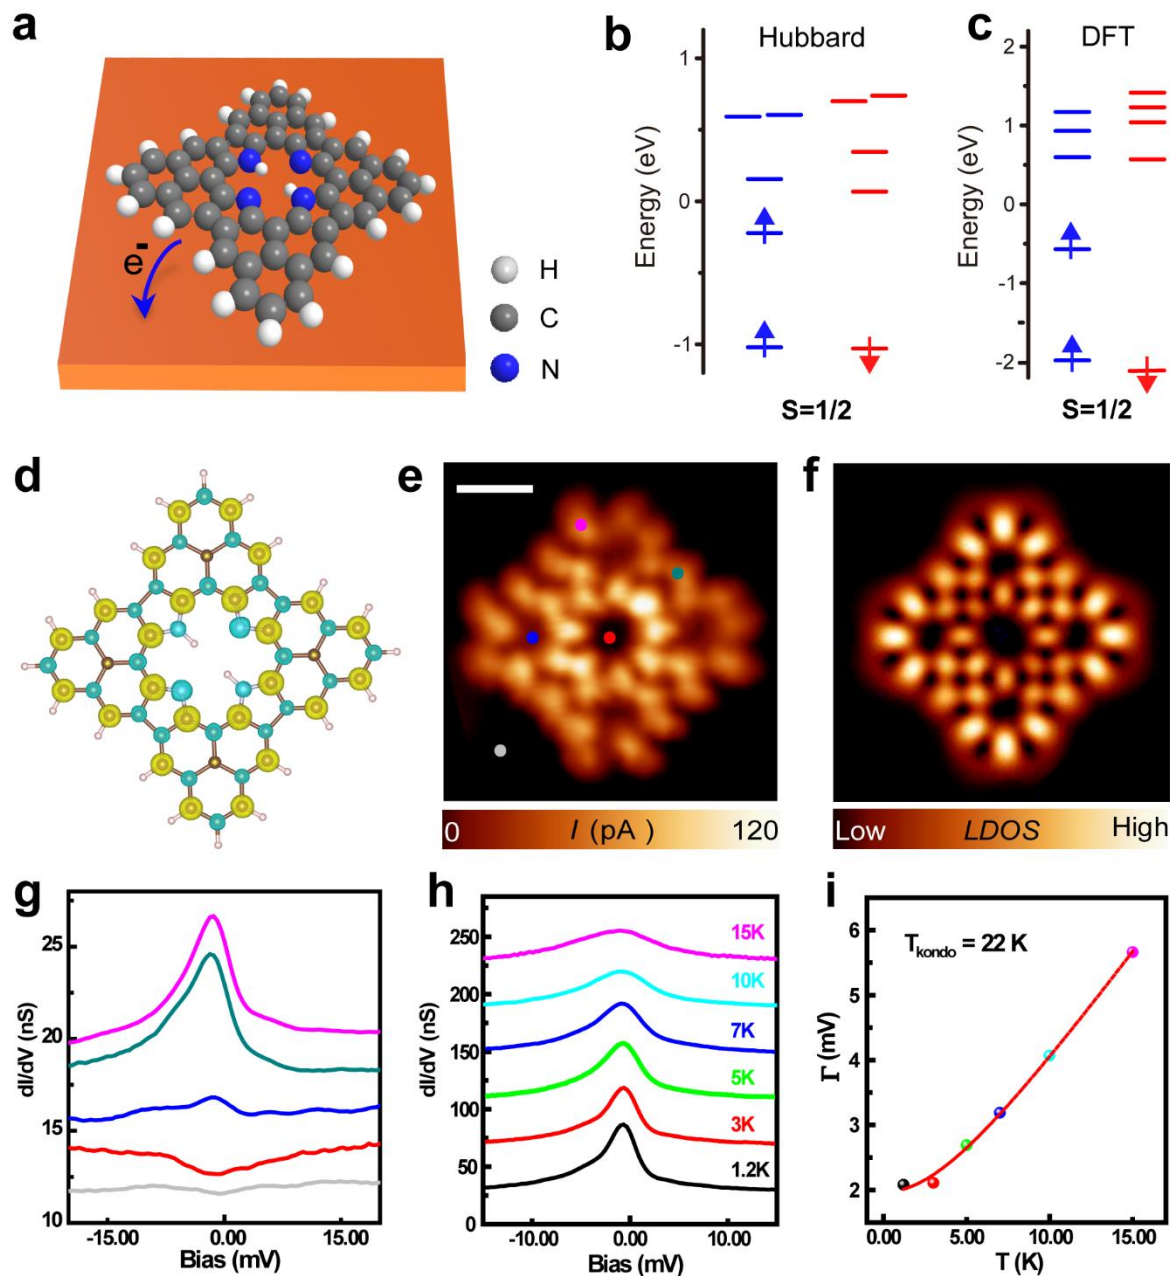 a
e-
H
C
N
b
Hubbard
Energy (eV)
1
0
-1
S=1/2
c
DFT
Energy (eV)
2
1
0
-1
-2
S=1/2
d
e
0
I (pA)
120
f
Low
LDOS
High
g
dI/dV (nS)
25
20
15
10
-15.00
0.00
15.00
Bias (mV)
h
dI/dV (nS)
250
200
150
100
50
0
15K
10K
7K
5K
3K
1.2K
-10.00
0.00
10.00
Bias (mV)
i
Tkondo = 22 K
Γ (mV)
6
5
4
3
2
0.00
5.00
10.00
15.00
T (K)